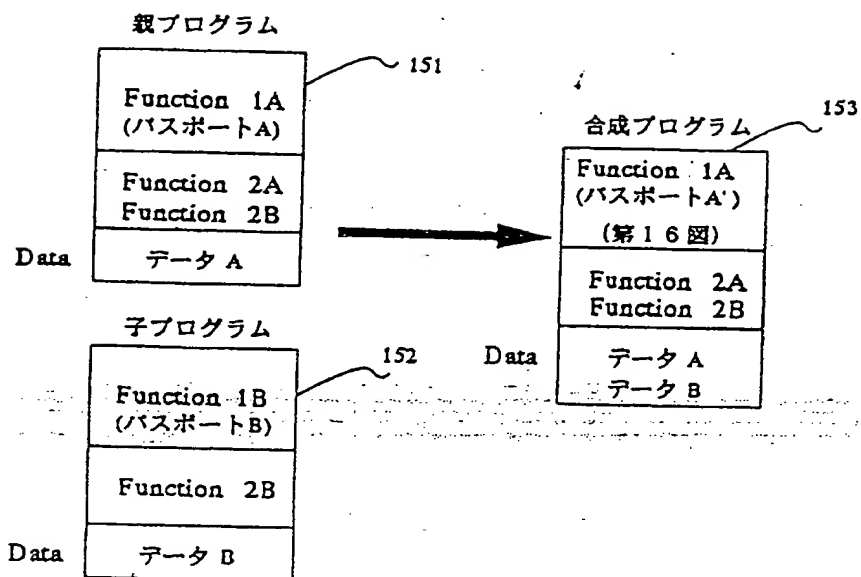 親プログラム
151
Function 1A
(パスポートA)
Function 2A
Function 2B
Data
データ A
子プログラム
152
Function 1B
(パスポートB)
Function 2B
Data
データ B
153
合成プログラム
Function 1A
(パスポートA')
(第16図)
Function 2A
Function 2B
Data
データ A
データ B